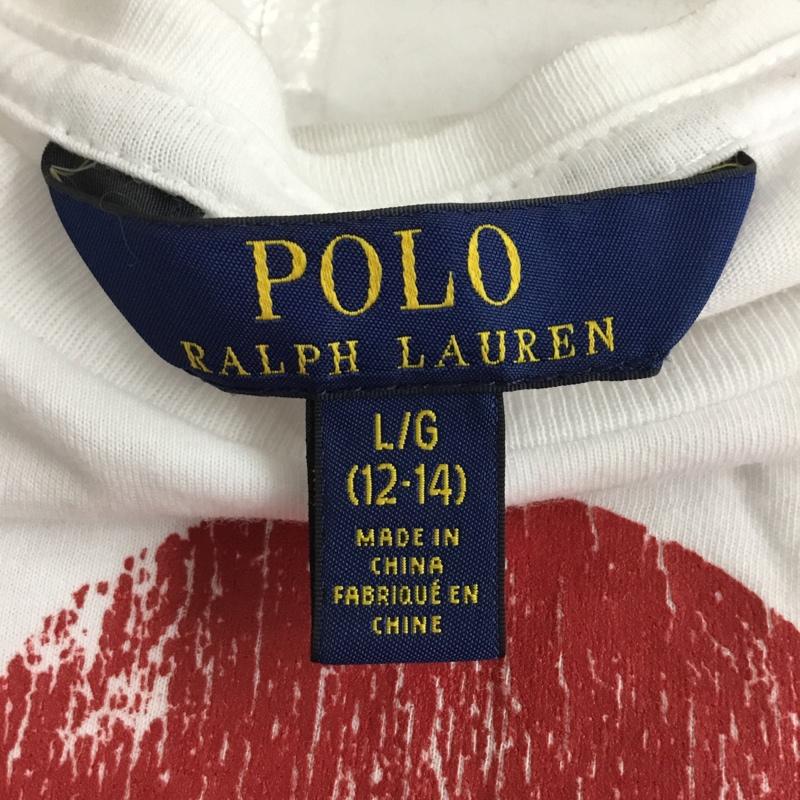 POLO
RALPH LAUREN
L/G
(12-14)
MADE IN
CHINA
FABRIQUÉ EN
CHINE